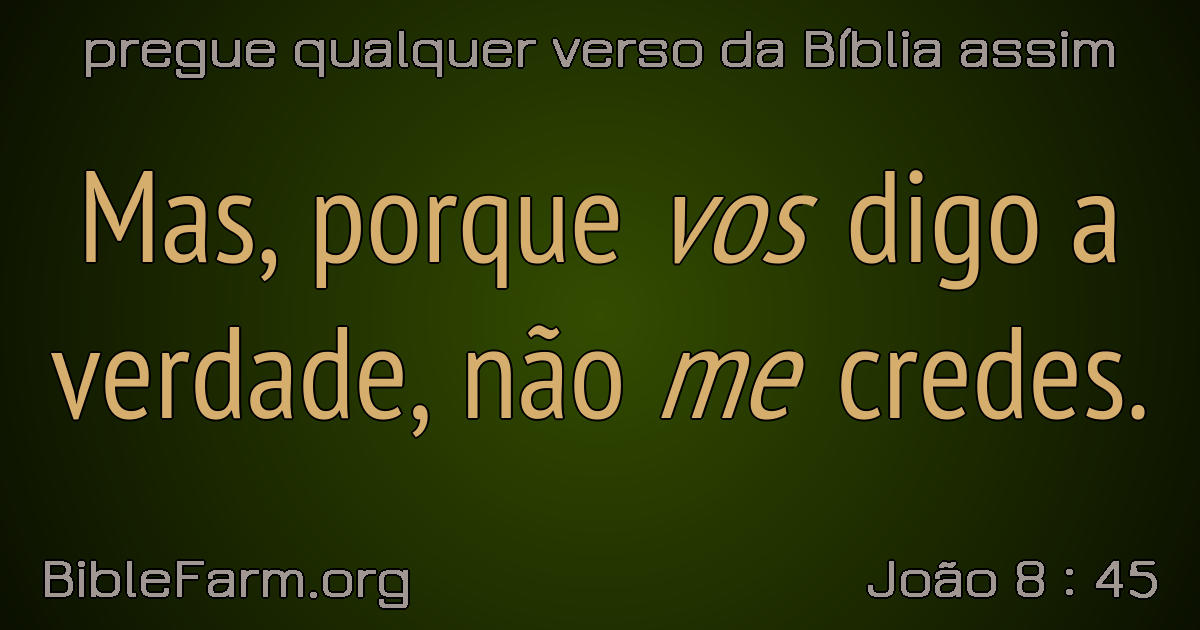 pregue qualquer verso da Bíblia assim
Mas, porque vos digo a
verdade, não me credes.
BibleFarm.org
João 8 : 45